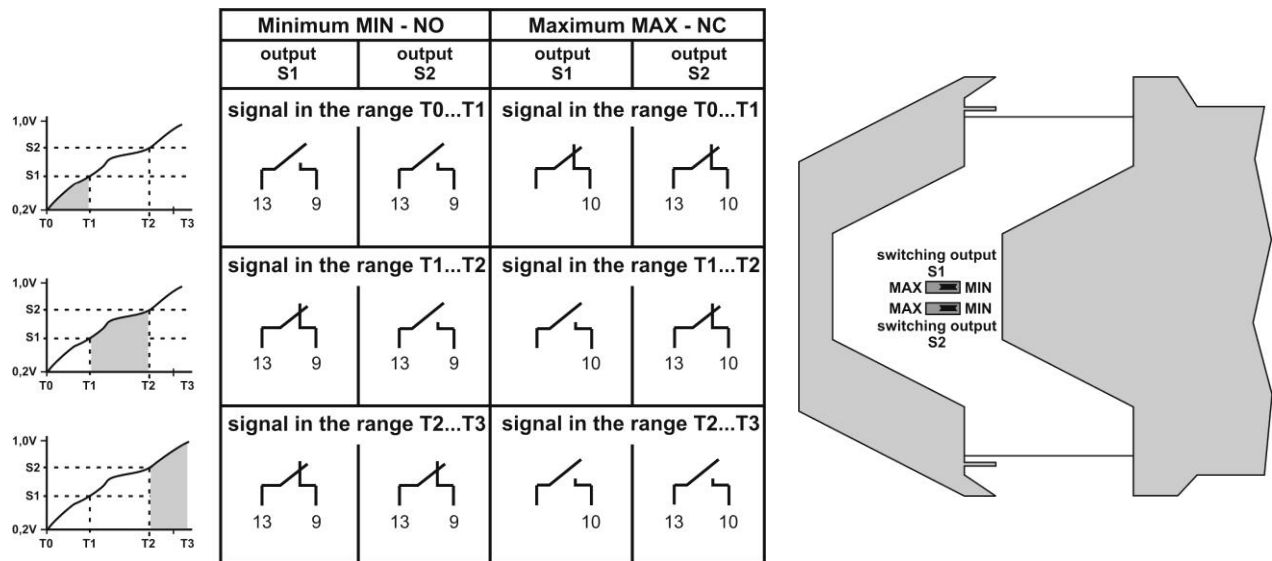 Minimum MIN - NO
Maximum MAX - NC
output S1
output S2
output S1
output S2
1,0V
S2
S1
0,2V
T0
T1
T2
T3
signal in the range T0...T1
13 9
13 9
signal in the range T0...T1
10
13 10
1,0V
S2
S1
0,2V
T0
T1
T2
T3
signal in the range T1...T2
13 9
13 9
signal in the range T1...T2
10
13 10
1,0V
S2
S1
0,2V
T0
T1
T2
T3
signal in the range T2...T3
13 9
13 9
signal in the range T2...T3
10
13 10
switching output
S1
MAX MIN
MAX MIN
switching output
S2